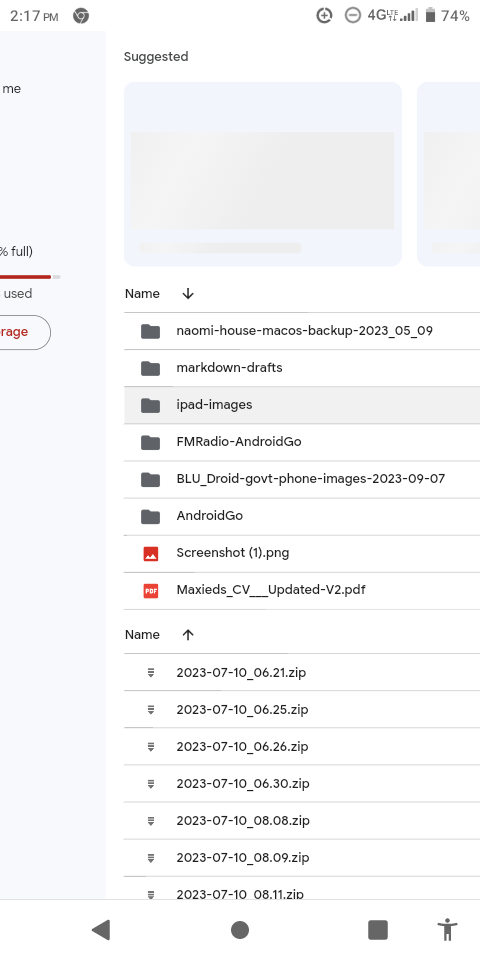 2:17 PM
4G LTE
74%
me
% full)
used
rage
Suggested
Name
naomi-house-macos-backup-2023_05_09
markdown-drafts
ipad-images
FMRadio-AndroidGo
BLU_Droid-govt-phone-images-2023-09-07
AndroidGo
Screenshot (1).png
PDF
Maxieds_CV___Updated-V2.pdf
Name
2023-07-10_06.21.zip
2023-07-10_06.25.zip
2023-07-10_06.26.zip
2023-07-10_06.30.zip
2023-07-10_08.08.zip
2023-07-10_08.09.zip
2023-07-10_08.11.zip